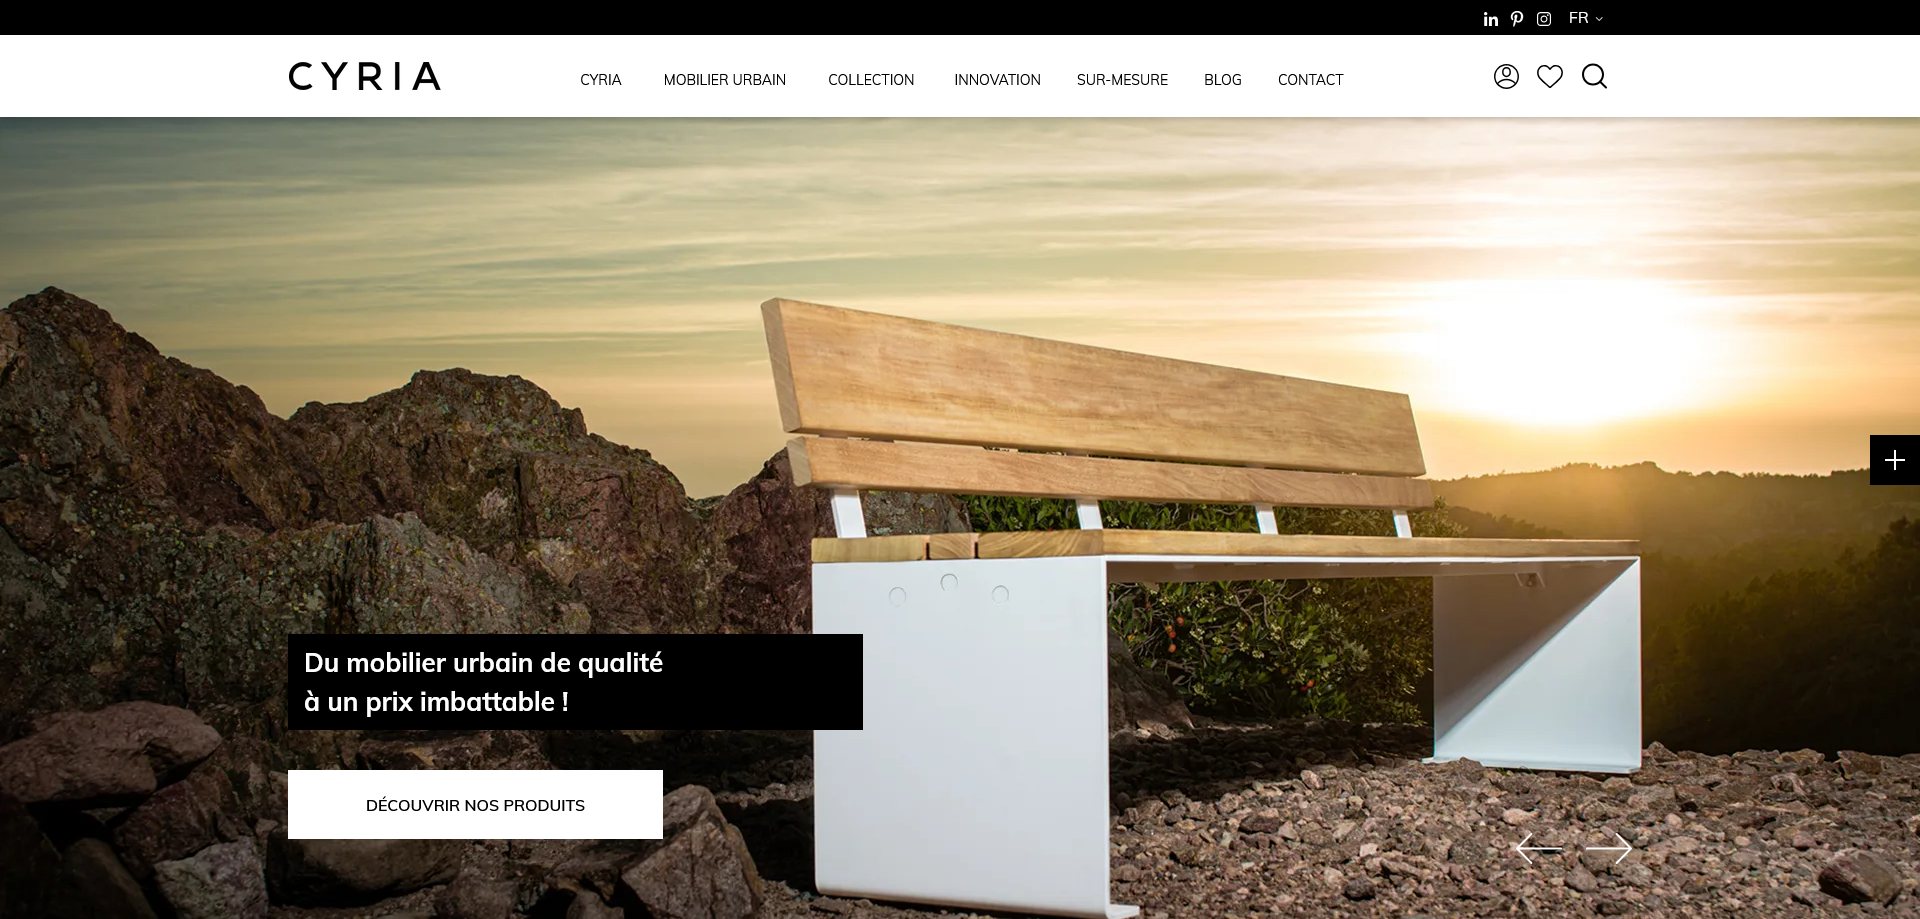 FR
CYRIA
CYRIA
MOBILIER URBAIN
COLLECTION
INNOVATION
SUR-MESURE
BLOG
CONTACT
Du mobilier urbain de qualité
à un prix imbattable !
DÉCOUVRIR NOS PRODUITS